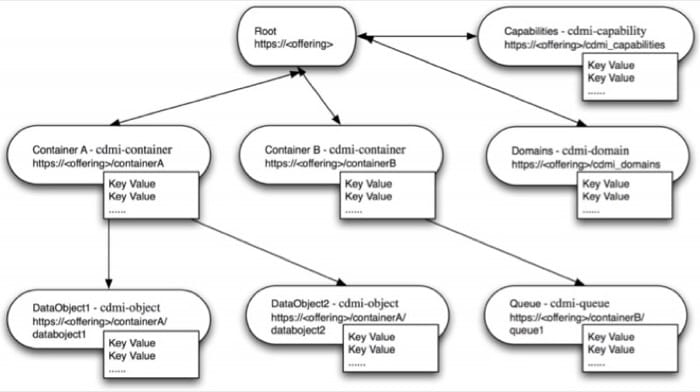 Root
https://<offering>
Capabilities - cdmi-capability
https://<offering>/cdmi_capabilities
Key Value
Key Value
......
Container A - cdmi-container
https://<offering>/containerA
Key Value
Key Value
......
Container B - cdmi-container
https://<offering>/containerB
Key Value
Key Value
......
Domains - cdmi-domain
https://<offering>/cdmi_domains
Key Value
Key Value
......
DataObject1 - cdmi-object
https://<offering>/containerA/
databoject1
Key Value
Key Value
......
DataObject2 - cdmi-object
https://<offering>/containerA/
databoject2
Key Value
Key Value
......
Queue - cdmi-queue
https://<offering>/containerB/
queue1
Key Value
Key Value
......